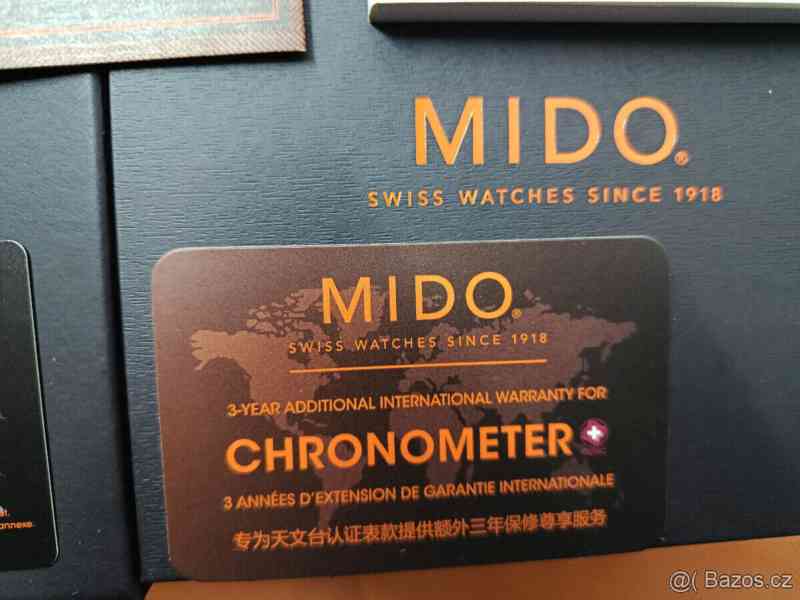 MIDO®
SWISS WATCHES SINCE 1918
MIDO®
SWISS WATCHES SINCE 1918
3-YEAR ADDITIONAL INTERNATIONAL WARRANTY FOR
CHRONOMETER
3 ANNÉES D'EXTENSION DE GARANTIE INTERNATIONALE
专为天文台认证表款提供额外三年保修尊享服务
annexe.
@( Bazos.cz